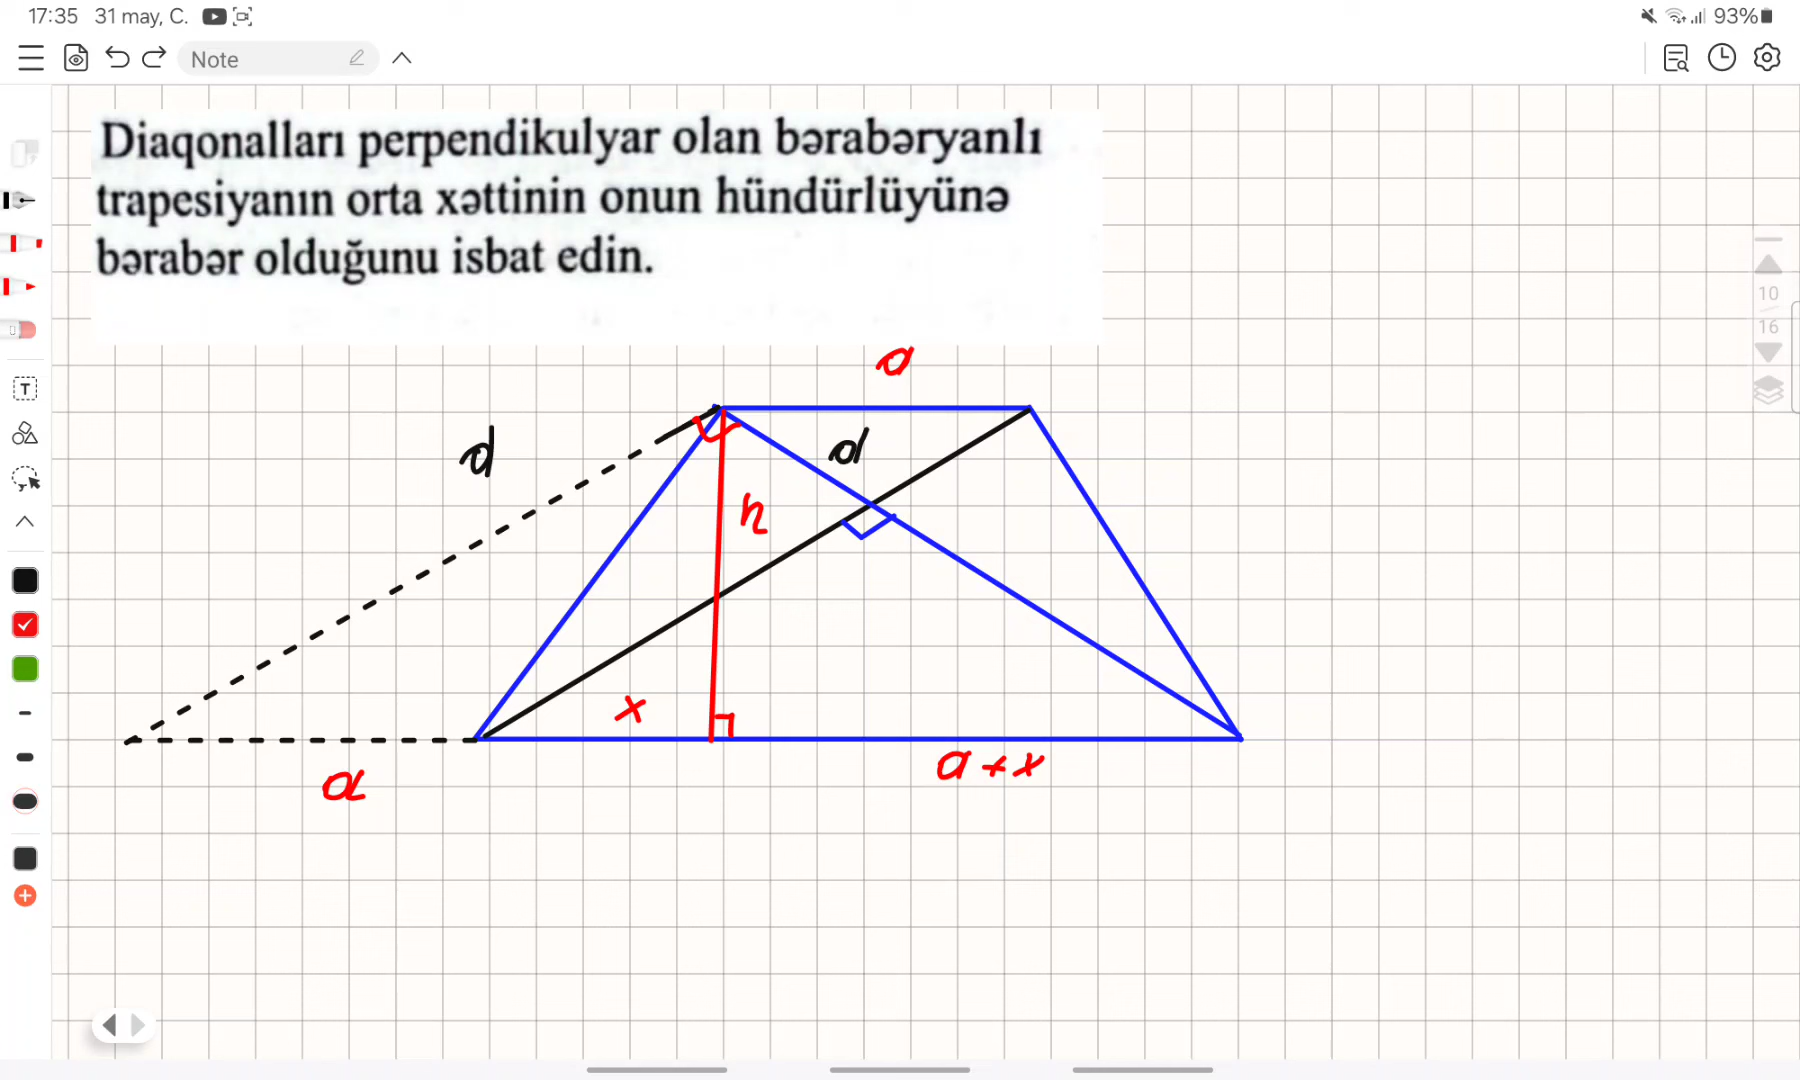 17:35 31 may, C. 93%
Note
Diaqonalları perpendikulyar olan bərabəryanlı
trapesiyanın orta xəttinin onun hündürlüyünə
bərabər olduğunu isbat edin.
10
16
a
d
d
h
x
a
a + x
T